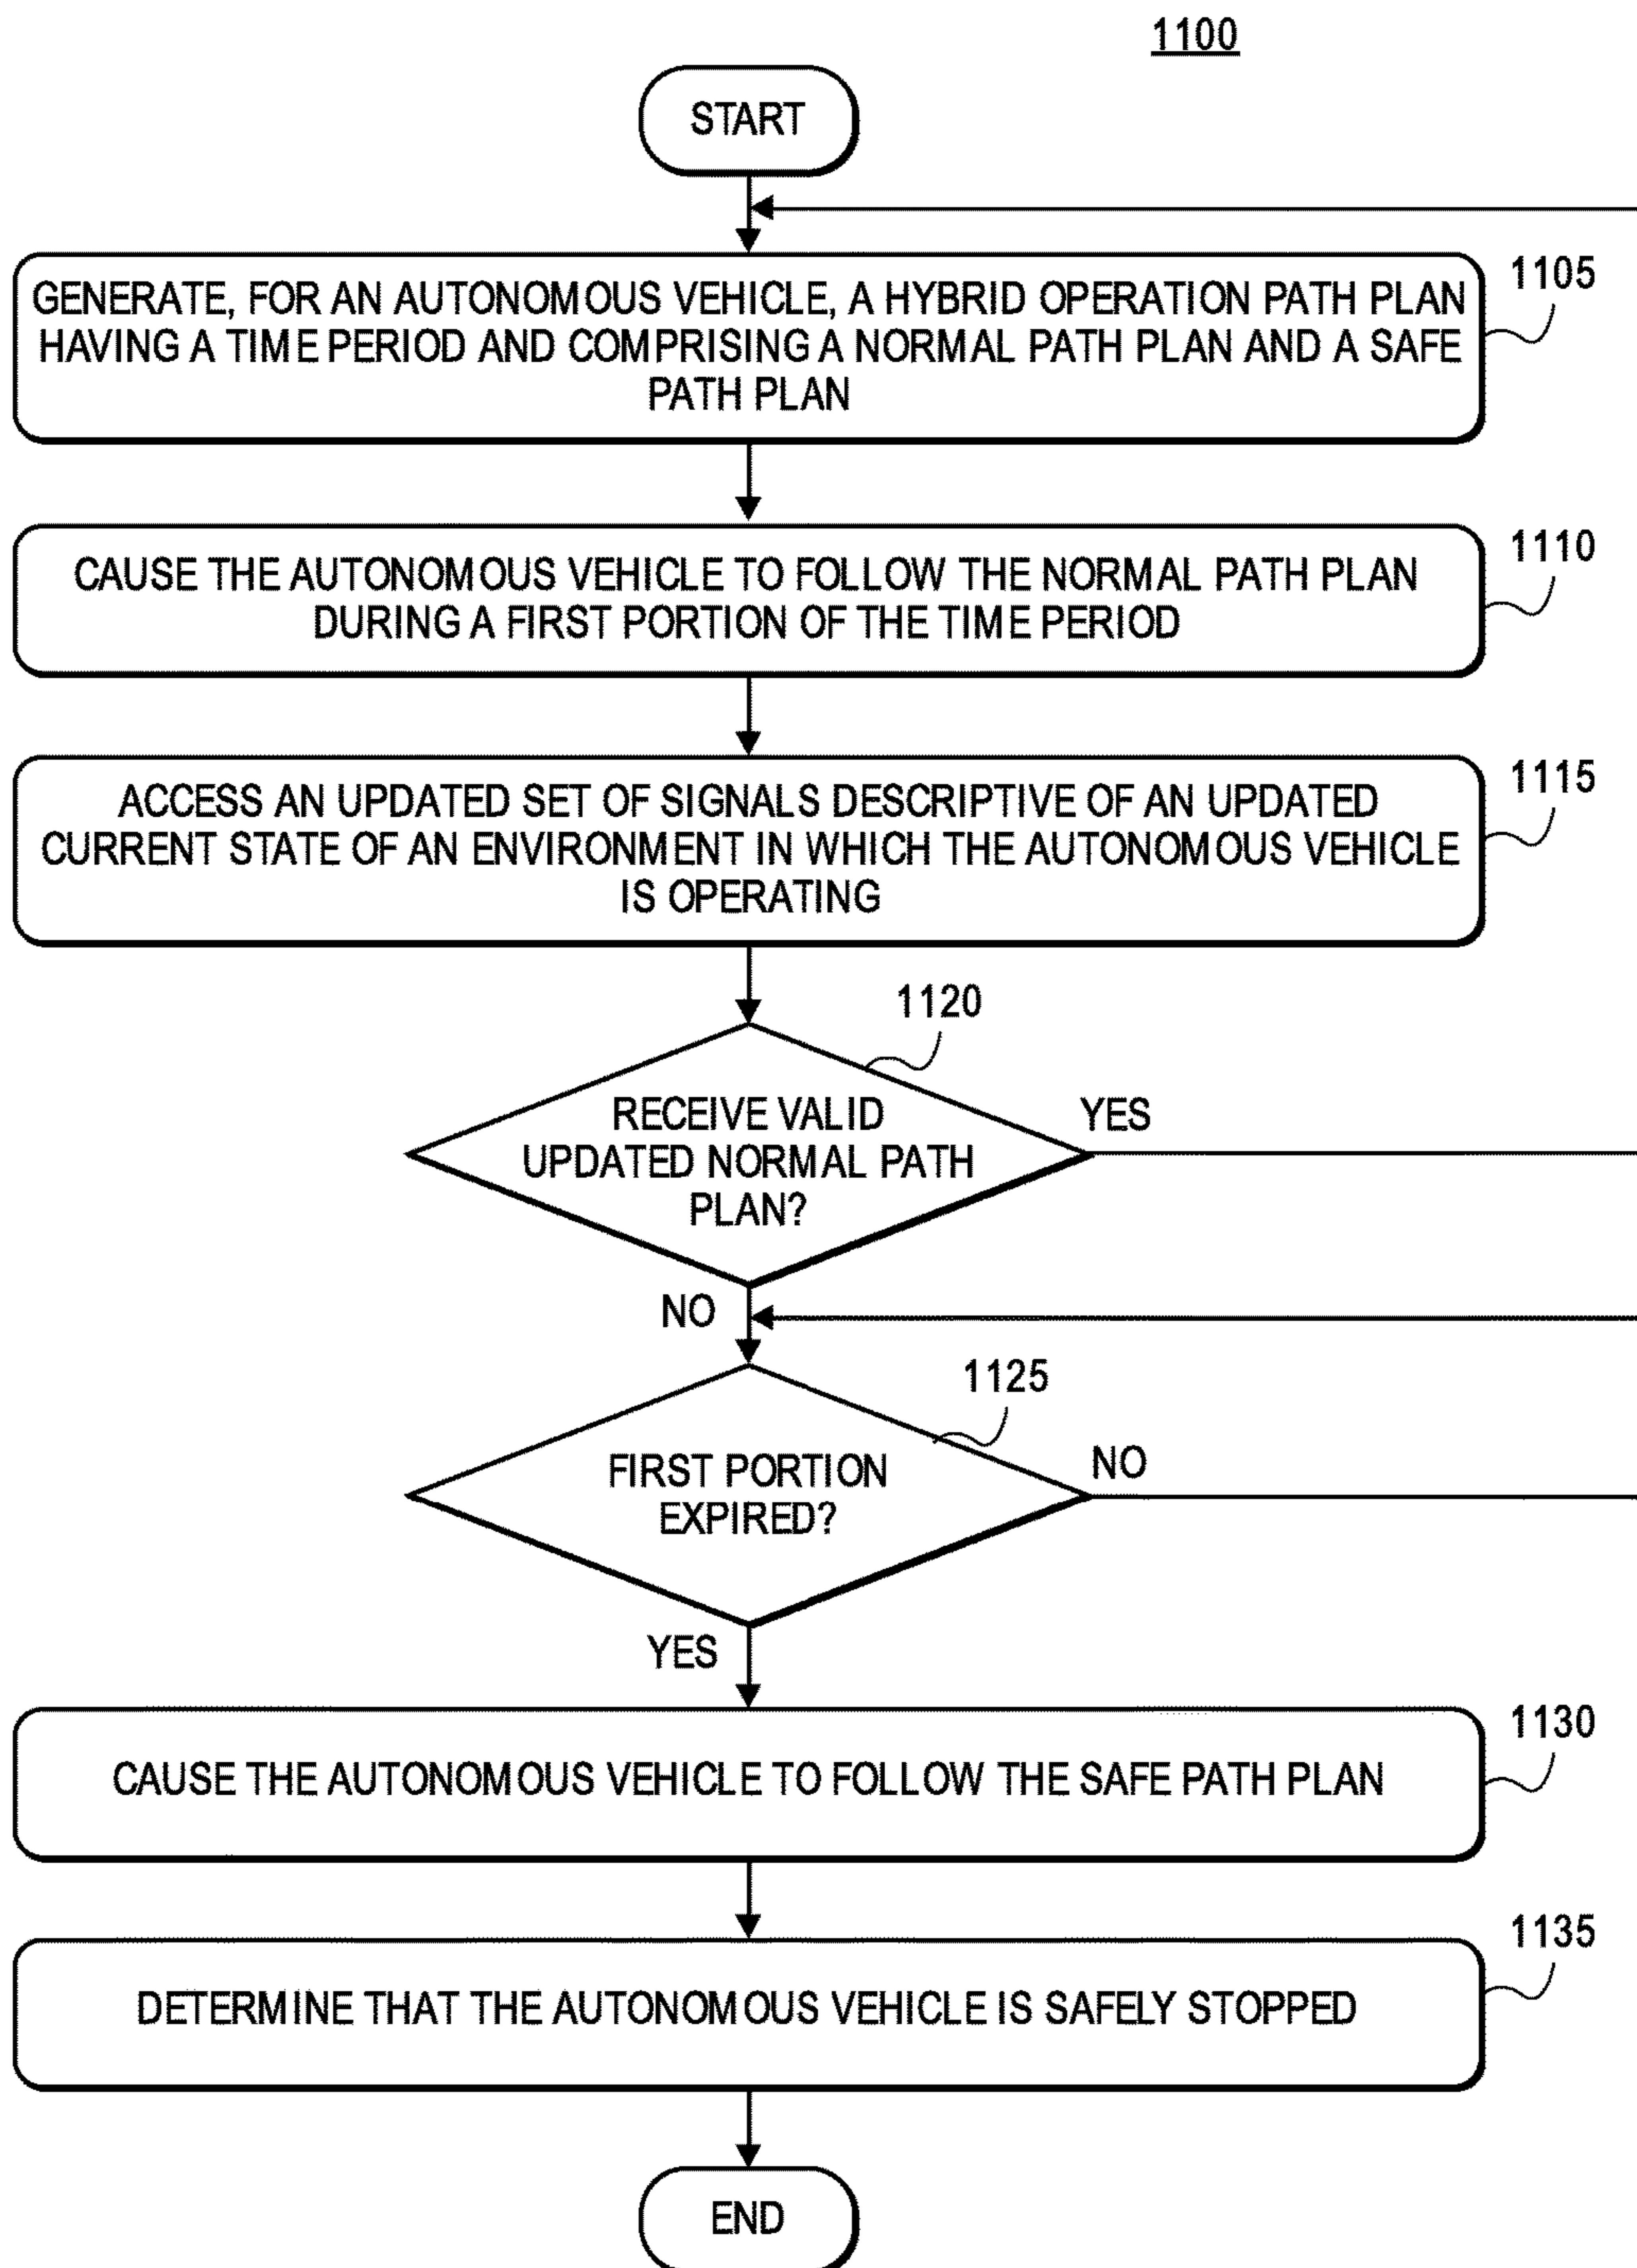 1100
START
GENERATE, FOR AN AUTONOMOUS VEHICLE, A HYBRID OPERATION PATH PLAN
HAVING A TIME PERIOD AND COMPRISING A NORMAL PATH PLAN AND A SAFE
PATH PLAN
1105
CAUSE THE AUTONOMOUS VEHICLE TO FOLLOW THE NORMAL PATH PLAN
DURING A FIRST PORTION OF THE TIME PERIOD
1110
ACCESS AN UPDATED SET OF SIGNALS DESCRIPTIVE OF AN UPDATED
CURRENT STATE OF AN ENVIRONMENT IN WHICH THE AUTONOMOUS VEHICLE
IS OPERATING
1115
1120
RECEIVE VALID
UPDATED NORMAL PATH
PLAN?
YES
NO
1125
FIRST PORTION
EXPIRED?
NO
YES
CAUSE THE AUTONOMOUS VEHICLE TO FOLLOW THE SAFE PATH PLAN
1130
DETERMINE THAT THE AUTONOMOUS VEHICLE IS SAFELY STOPPED
1135
END